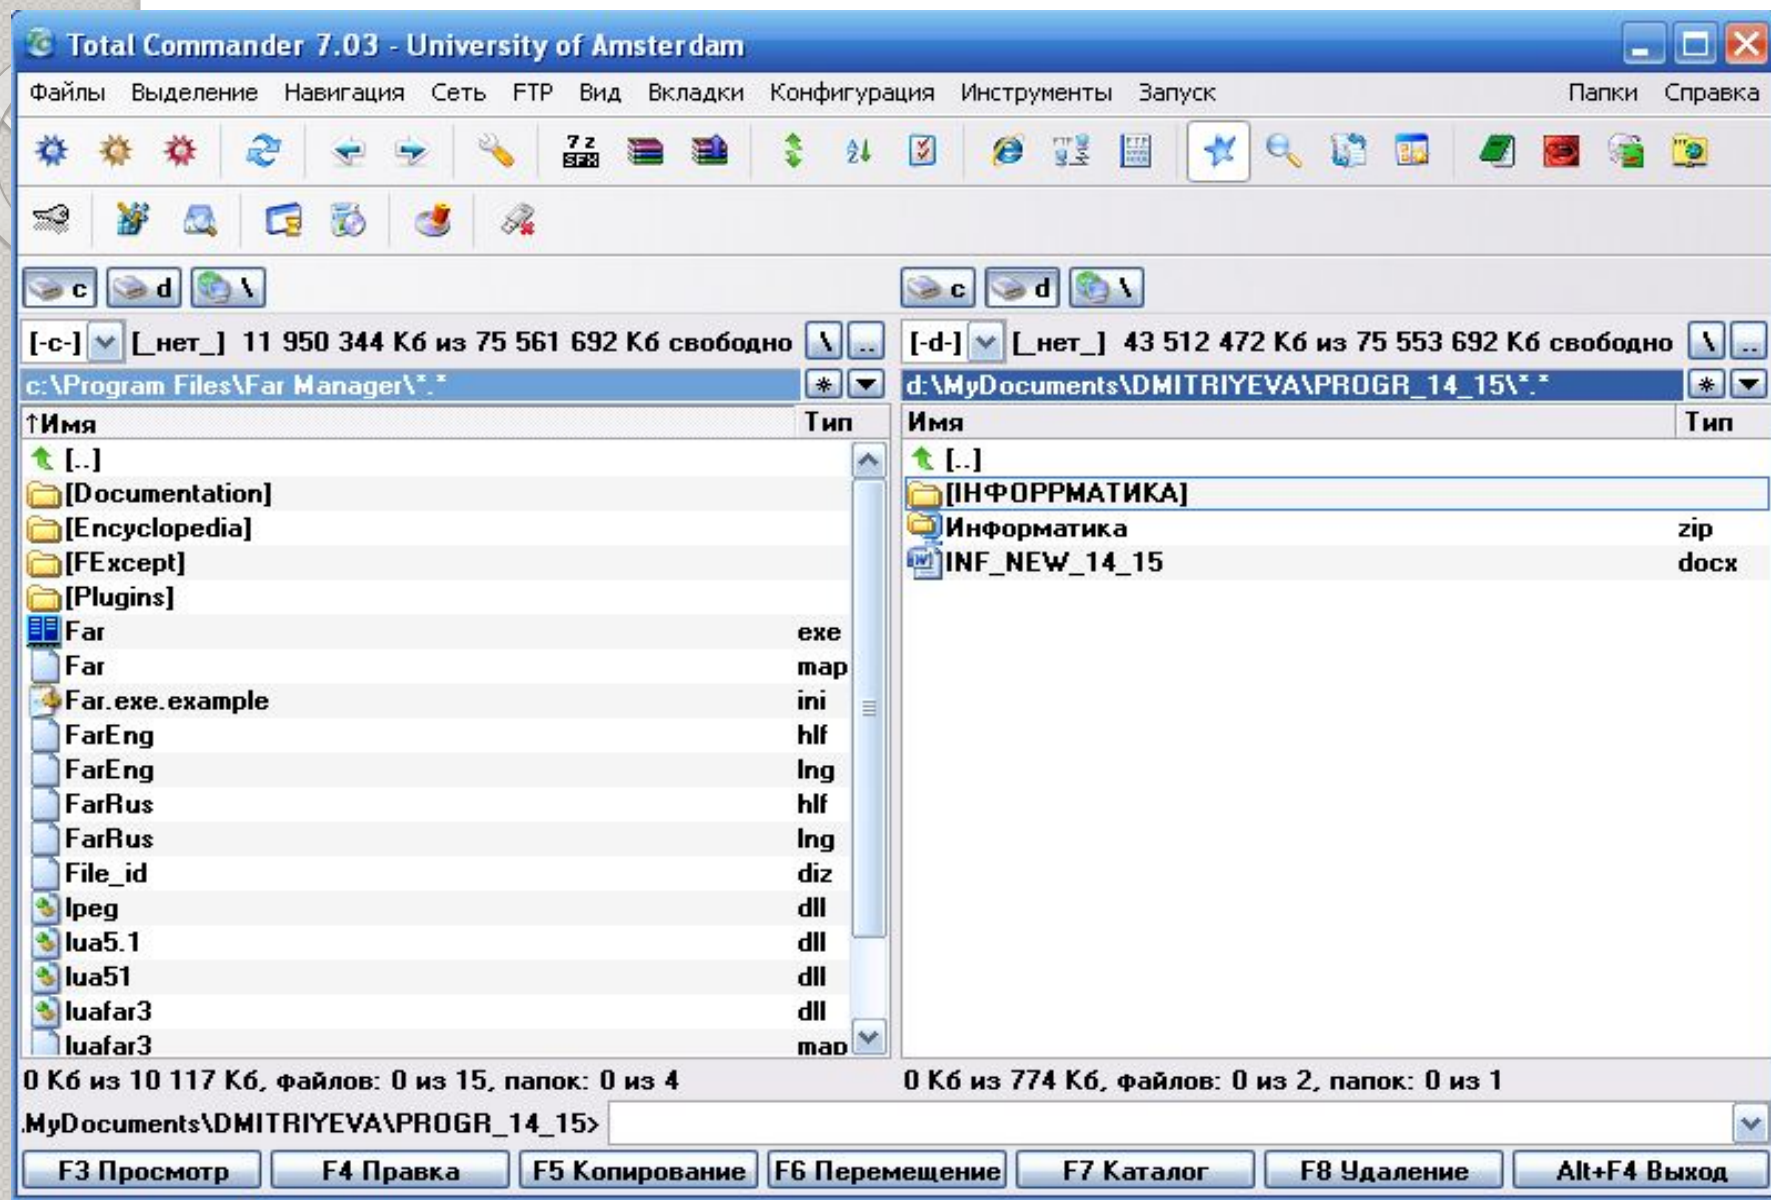 Total Commander 7.03 - University of Amsterdam
Файлы Выделение Навигация Сеть FTP Вид Вкладки Конфигурация Инструменты Запуск Папки Справка
7z
SFX
c d \
c d \
[-c-] [_нет_] 11 950 344 Кб из 75 561 692 Кб свободно \ ..
[-d-] [_нет_] 43 512 472 Кб из 75 553 692 Кб свободно \ ..
c:\Program Files\Far Manager\*.* *
d:\MyDocuments\DMITRIYEVA\PROGR_14_15\*.* *
↑Имя Тип
[..]
[Documentation]
[Encyclopedia]
[FExcept]
[Plugins]
Far exe
Far map
Far.exe.example ini
FarEng hlf
FarEng lng
FarRus hlf
FarRus lng
File_id diz
lpeg dll
lua5.1 dll
lua51 dll
luafar3 dll
luafar3 map
Имя Тип
[..]
[ІНФОРРМАТИКА]
Информатика zip
INF_NEW_14_15 docx
0 Кб из 10 117 Кб, файлов: 0 из 15, папок: 0 из 4
0 Кб из 774 Кб, файлов: 0 из 2, папок: 0 из 1
.MyDocuments\DMITRIYEVA\PROGR_14_15>
F3 Просмотр F4 Правка F5 Копирование F6 Перемещение F7 Каталог F8 Удаление Alt+F4 Выход